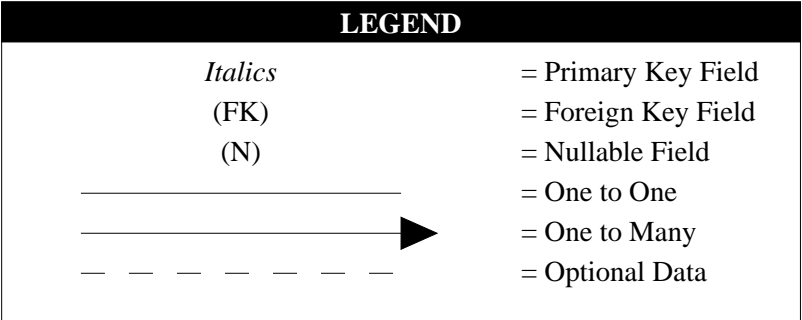 LEGEND
Italics = Primary Key Field
(FK) = Foreign Key Field
(N) = Nullable Field
= One to One
= One to Many
= Optional Data